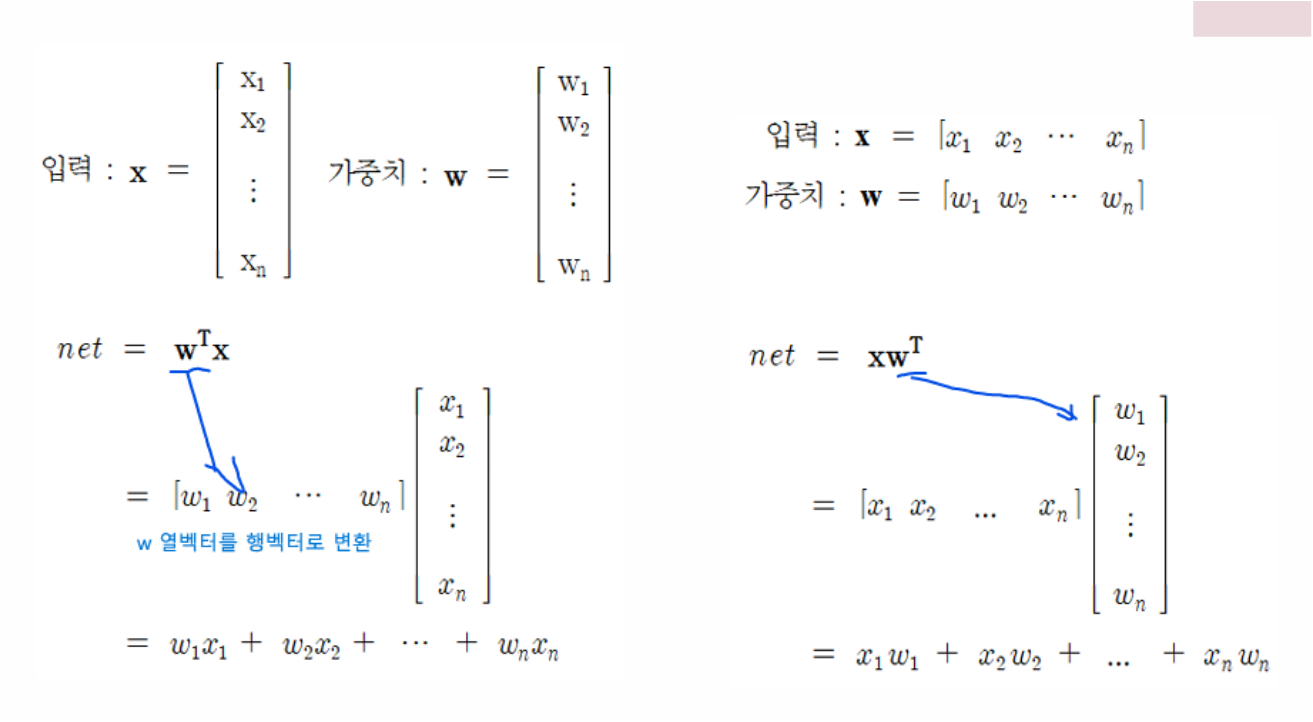 입력 : x = [ x₁ x₂ ⋮ xₙ ] 가중치 : w = [ w₁ w₂ ⋮ wₙ ]
net = wᵀx
= [w₁ w₂ ⋯ wₙ] [ x₁ x₂ ⋮ xₙ ]
w 열벡터를 행벡터로 변환
= w₁x₁ + w₂x₂ + ⋯ + wₙxₙ
입력 : x = [x₁ x₂ ⋯ xₙ]
가중치 : w = [w₁ w₂ ⋯ wₙ]
net = xwᵀ
= [x₁ x₂ ... xₙ] [ w₁ w₂ ⋮ wₙ ]
= x₁w₁ + x₂w₂ + ... + xₙwₙ